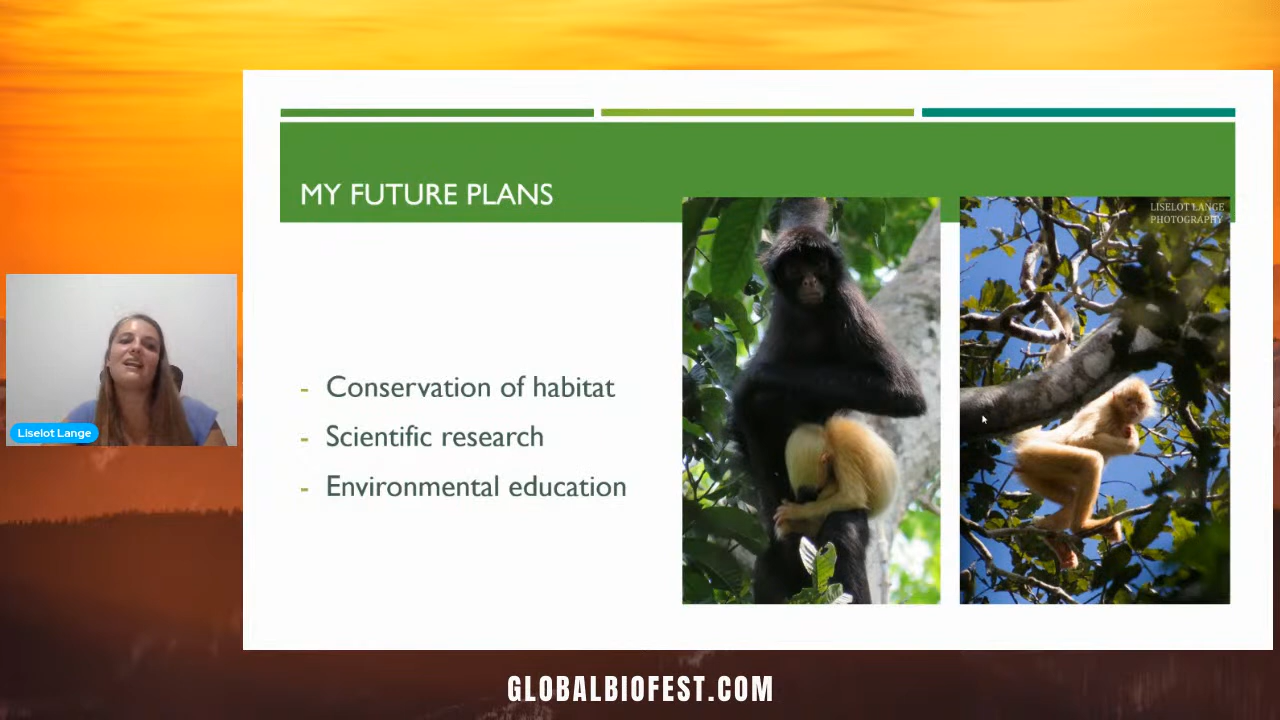 MY FUTURE PLANS
LISELOT LANGE
PHOTOGRAPHY
- Conservation of habitat
- Scientific research
- Environmental education
Liselot Lange
GLOBALBIOFEST.COM